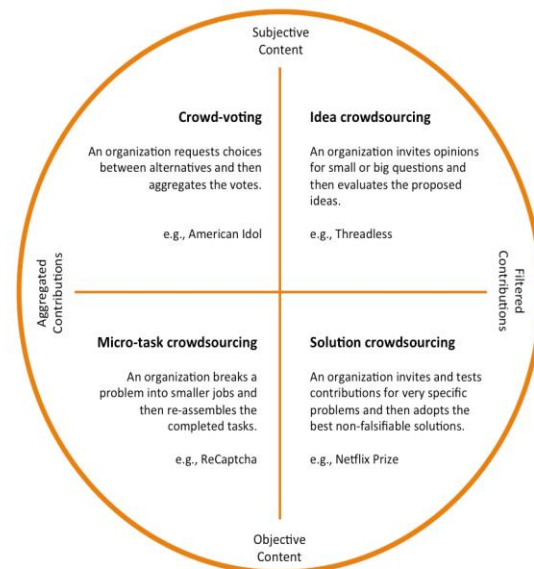 Subjective
Content
Crowd-voting
An organization requests choices
between alternatives and then
aggregates the votes.
e.g., American Idol
Idea crowdsourcing
An organization invites opinions
for small or big questions and
then evaluates the proposed
ideas.
e.g., Threadless
Aggregated
Contributions
Filtered
Contributions
Micro-task crowdsourcing
An organization breaks a
problem into smaller jobs and
then re-assembles the
completed tasks.
e.g., ReCaptcha
Solution crowdsourcing
An organization invites and tests
contributions for very specific
problems and then adopts the
best non-falsifiable solutions.
e.g., Netflix Prize
Objective
Content